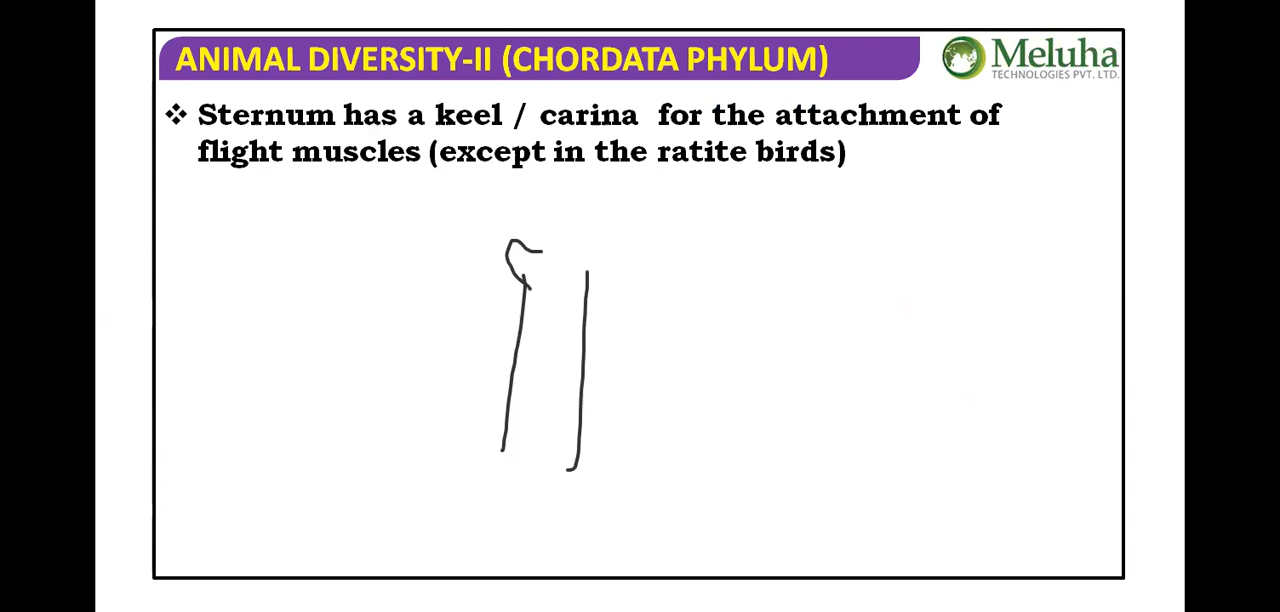 ANIMAL DIVERSITY-II (CHORDATA PHYLUM)
Meluha
TECHNOLOGIES PVT. LTD.
❖ Sternum has a keel / carina for the attachment of
flight muscles (except in the ratite birds)